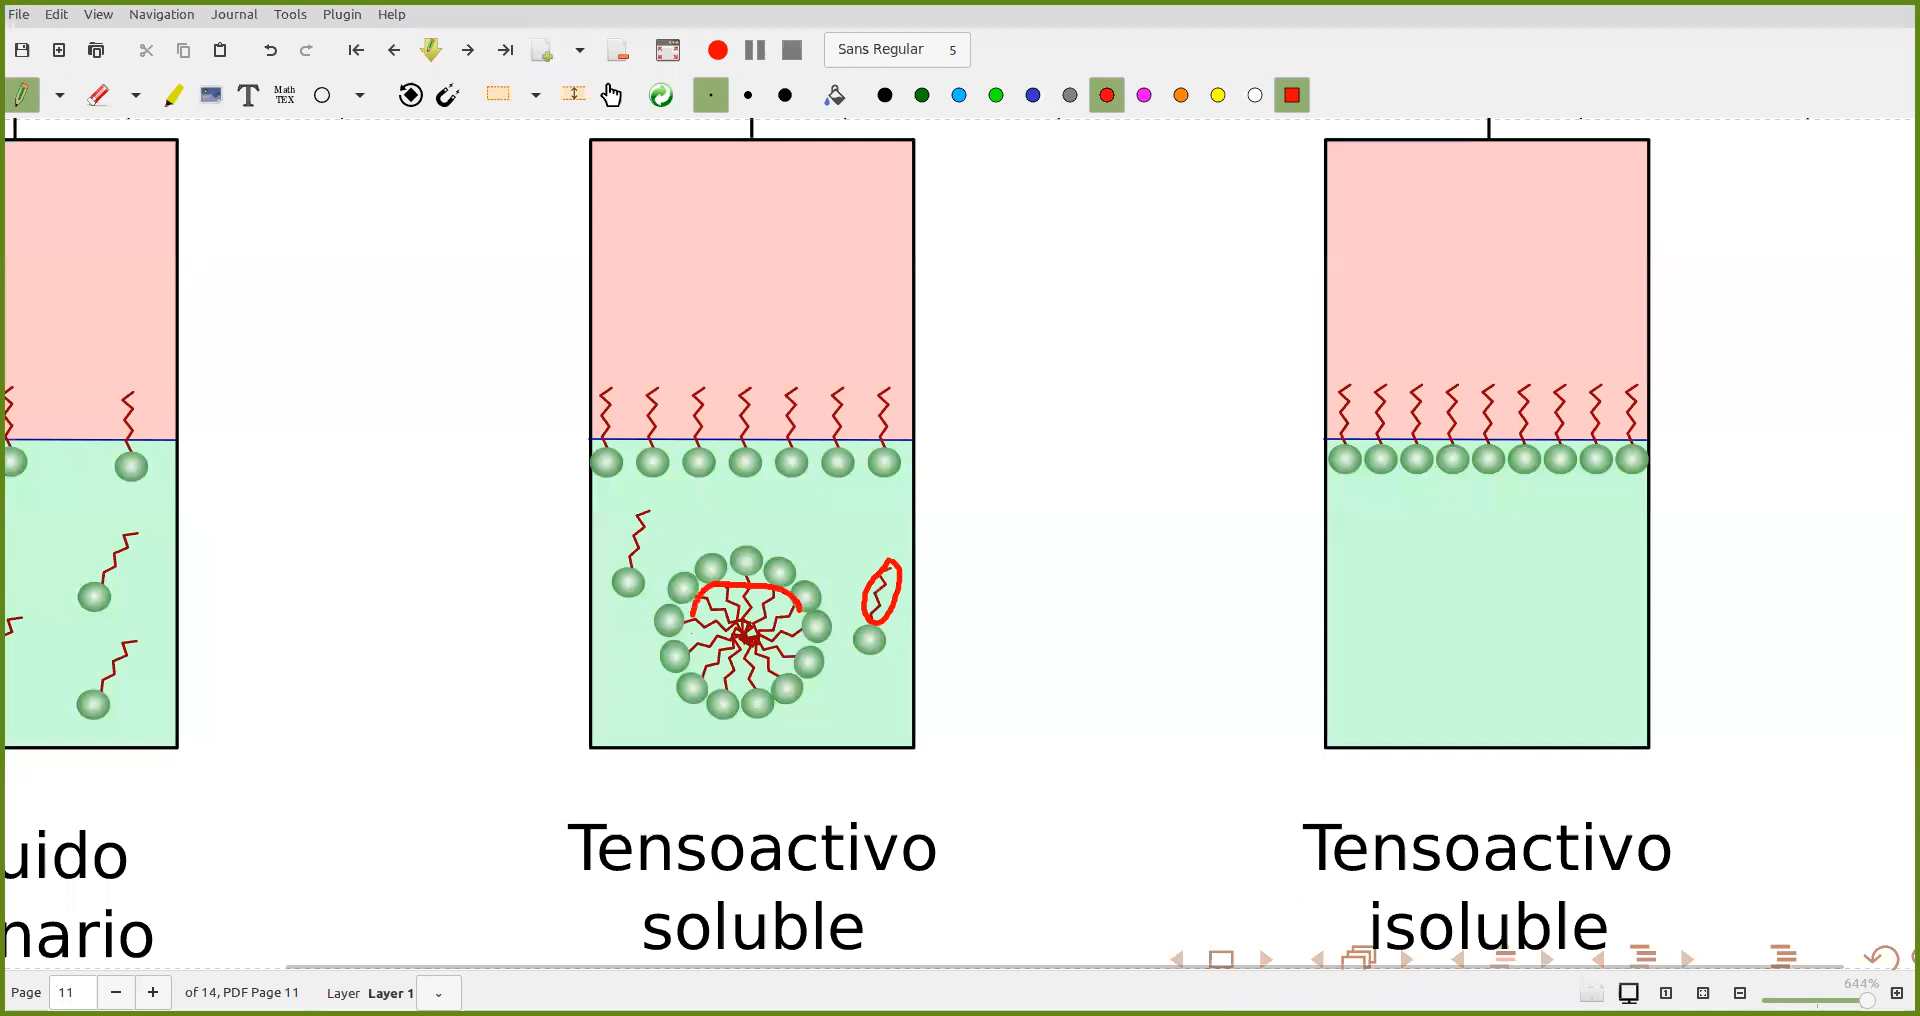 File Edit View Navigation Journal Tools Plugin Help
Sans Regular 5
T Math TEX
uido
nario
Tensoactivo
soluble
Tensoactivo
isoluble
Page 11 of 14, PDF Page 11 Layer Layer 1
644%